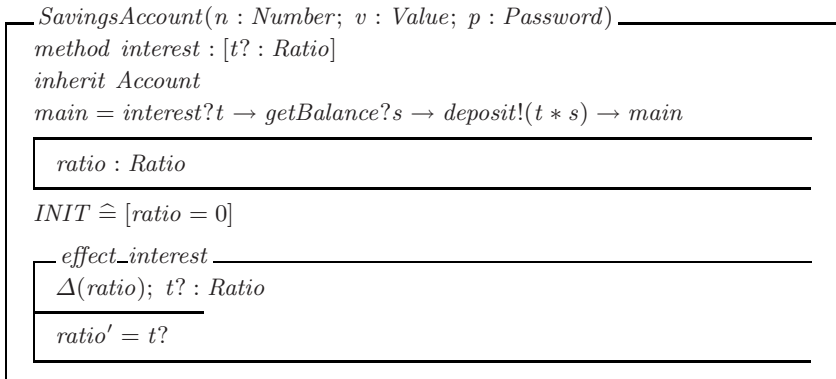 SavingsAccount(n : Number; v : Value; p : Password)
method interest : [t? : Ratio]
inherit Account
main = interest?t → getBalance?s → deposit!(t ∗ s) → main
ratio : Ratio
INIT ≙ [ratio = 0]
effect_interest
Δ(ratio); t? : Ratio
ratio′ = t?